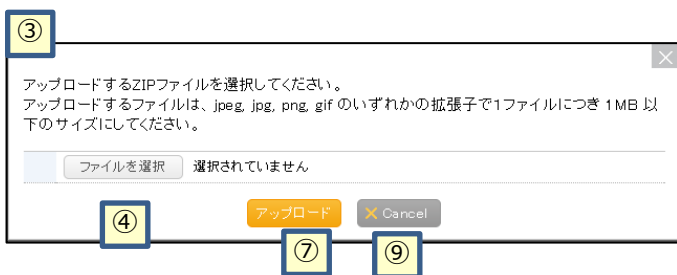 ③
アップロードするZIPファイルを選択してください。
アップロードするファイルは、jpeg, jpg, png, gif のいずれかの拡張子で1ファイルにつき 1MB 以
下のサイズにしてください。
ファイルを選択 選択されていません
④
アップロード × Cancel
⑦ ⑨